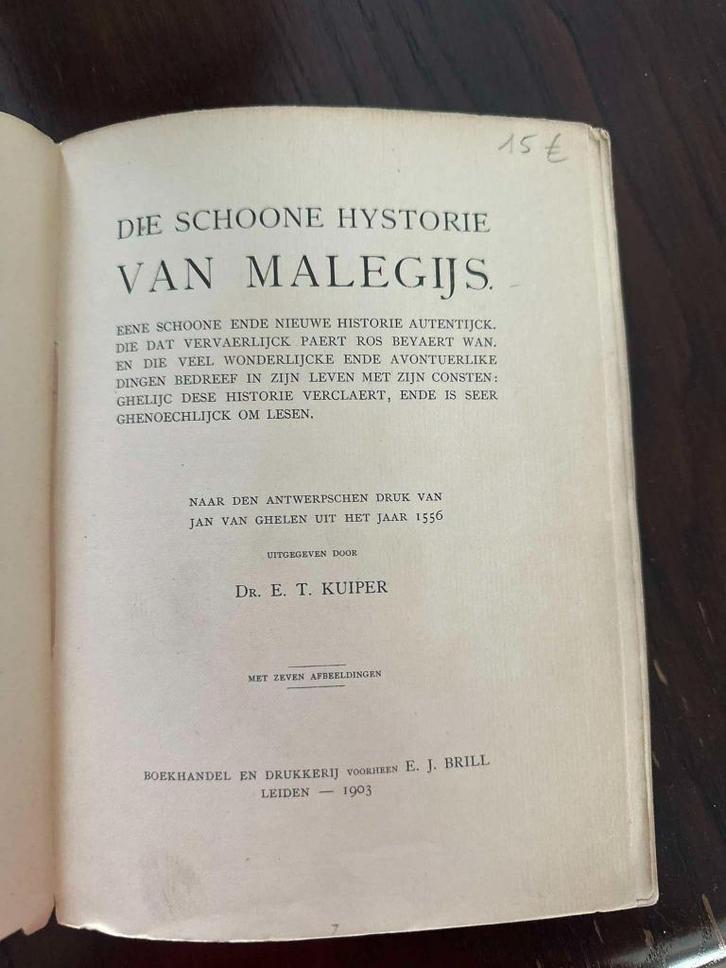 15 €
DIE SCHOONE HYSTORIE
VAN MALEGIJS.
EENE SCHOONE ENDE NIEUWE HISTORIE AUTENTIJCK.
DIE DAT VERVAERLIJCK PAERT ROS BEYAERT WAN.
EN DIE VEEL WONDERLIJCKE ENDE AVONTUERLIKE
DINGEN BEDREEF IN ZIJN LEVEN MET ZIJN CONSTEN:
GHELIJC DESE HISTORIE VERCLAERT, ENDE IS SEER
GHENOECHLIJCK OM LESEN.
NAAR DEN ANTWERPSCHEN DRUK VAN
JAN VAN GHELEN UIT HET JAAR 1556
UITGEGEVEN DOOR
DR. E. T. KUIPER
MET ZEVEN AFBEELDINGEN
BOEKHANDEL EN DRUKKERIJ VOORHEEN E. J. BRILL
LEIDEN — 1903